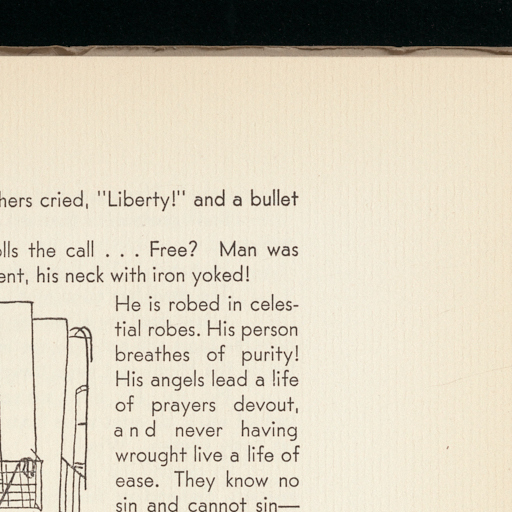 hers cried, "Liberty!" and a bullet
olls the call . . . Free? Man was
ent, his neck with iron yoked!
He is robed in celes-
tial robes. His person
breathes of purity!
His angels lead a life
of prayers devout,
and never having
wrought live a life of
ease. They know no
sin and cannot sin—